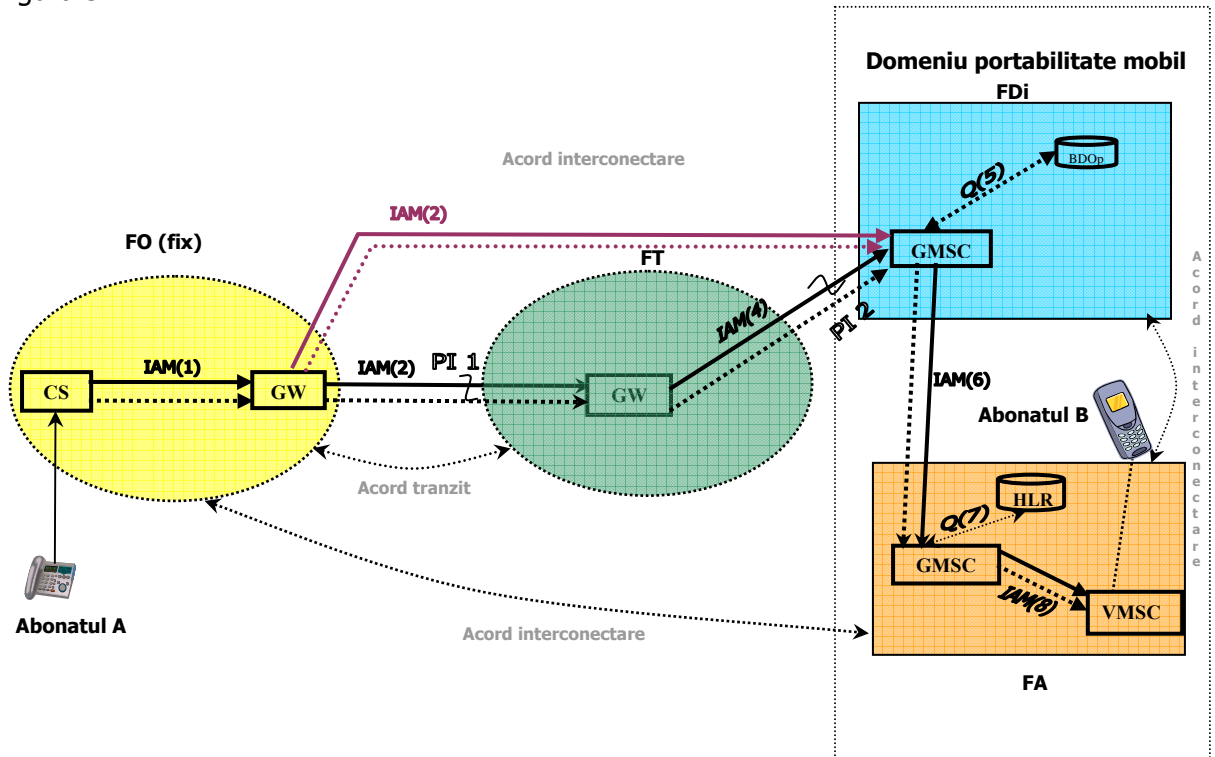 Domeniu portabilitate mobil
FDi
BDOp
Acord interconectare
Q(5)
IAM(2)
FO (fix)
GMSC
FT
Acord interconectare
IAM(4)
PI 2
IAM(1)
IAM(2)
PI 1
CS
GW
GW
IAM(6)
Abonatul B
Acord tranzit
HLR
Q(7)
GMSC
IAM(8)
VMSC
Abonatul A
Acord interconectare
FA